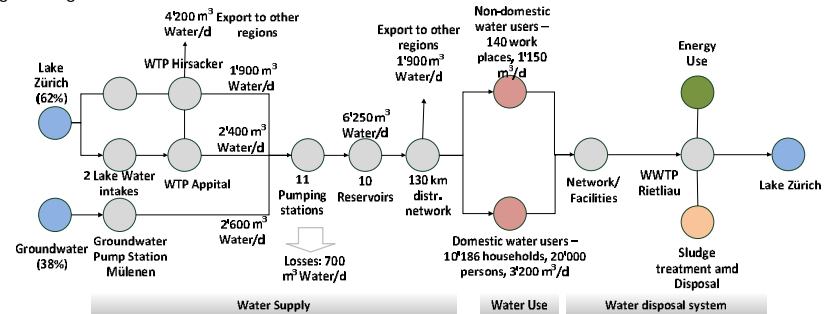 4'200 m³ Export to other
Water/d regions
Lake
Zürich
(62%)
WTP Hirsacker
1'900 m³
Water/d
2 Lake Water
intakes
2'400 m³
Water/d
WTP Appital
Groundwater
(38%)
Groundwater
Pump Station
Mülenen
2'600 m³
Water/d
11
Pumping
stations
Losses: 700
m³ Water/d
6'250 m³
Water/d
10
Reservoirs
Export to other
regions
1'900 m³
Water/d
130 km
distr.
network
Non-domestic
water users –
140 work
places, 1'150
m³/d
Domestic water users –
10'186 households, 20'000
persons, 3'200 m³/d
Network/
Facilities
Energy
Use
WWTP
Rietliau
Lake Zürich
Sludge
treatment and
Disposal
Water Supply
Water Use
Water disposal system